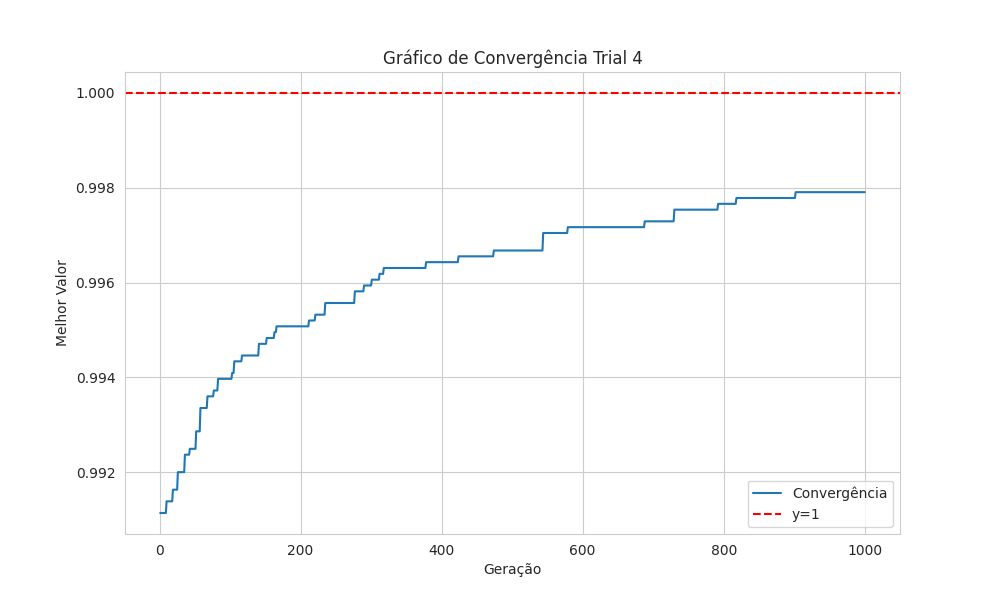 Gráfico de Convergência Trial 4
Melhor Valor
1.000
0.998
0.996
0.994
0.992
0
200
400
600
800
1000
Geração
Convergência
y=1